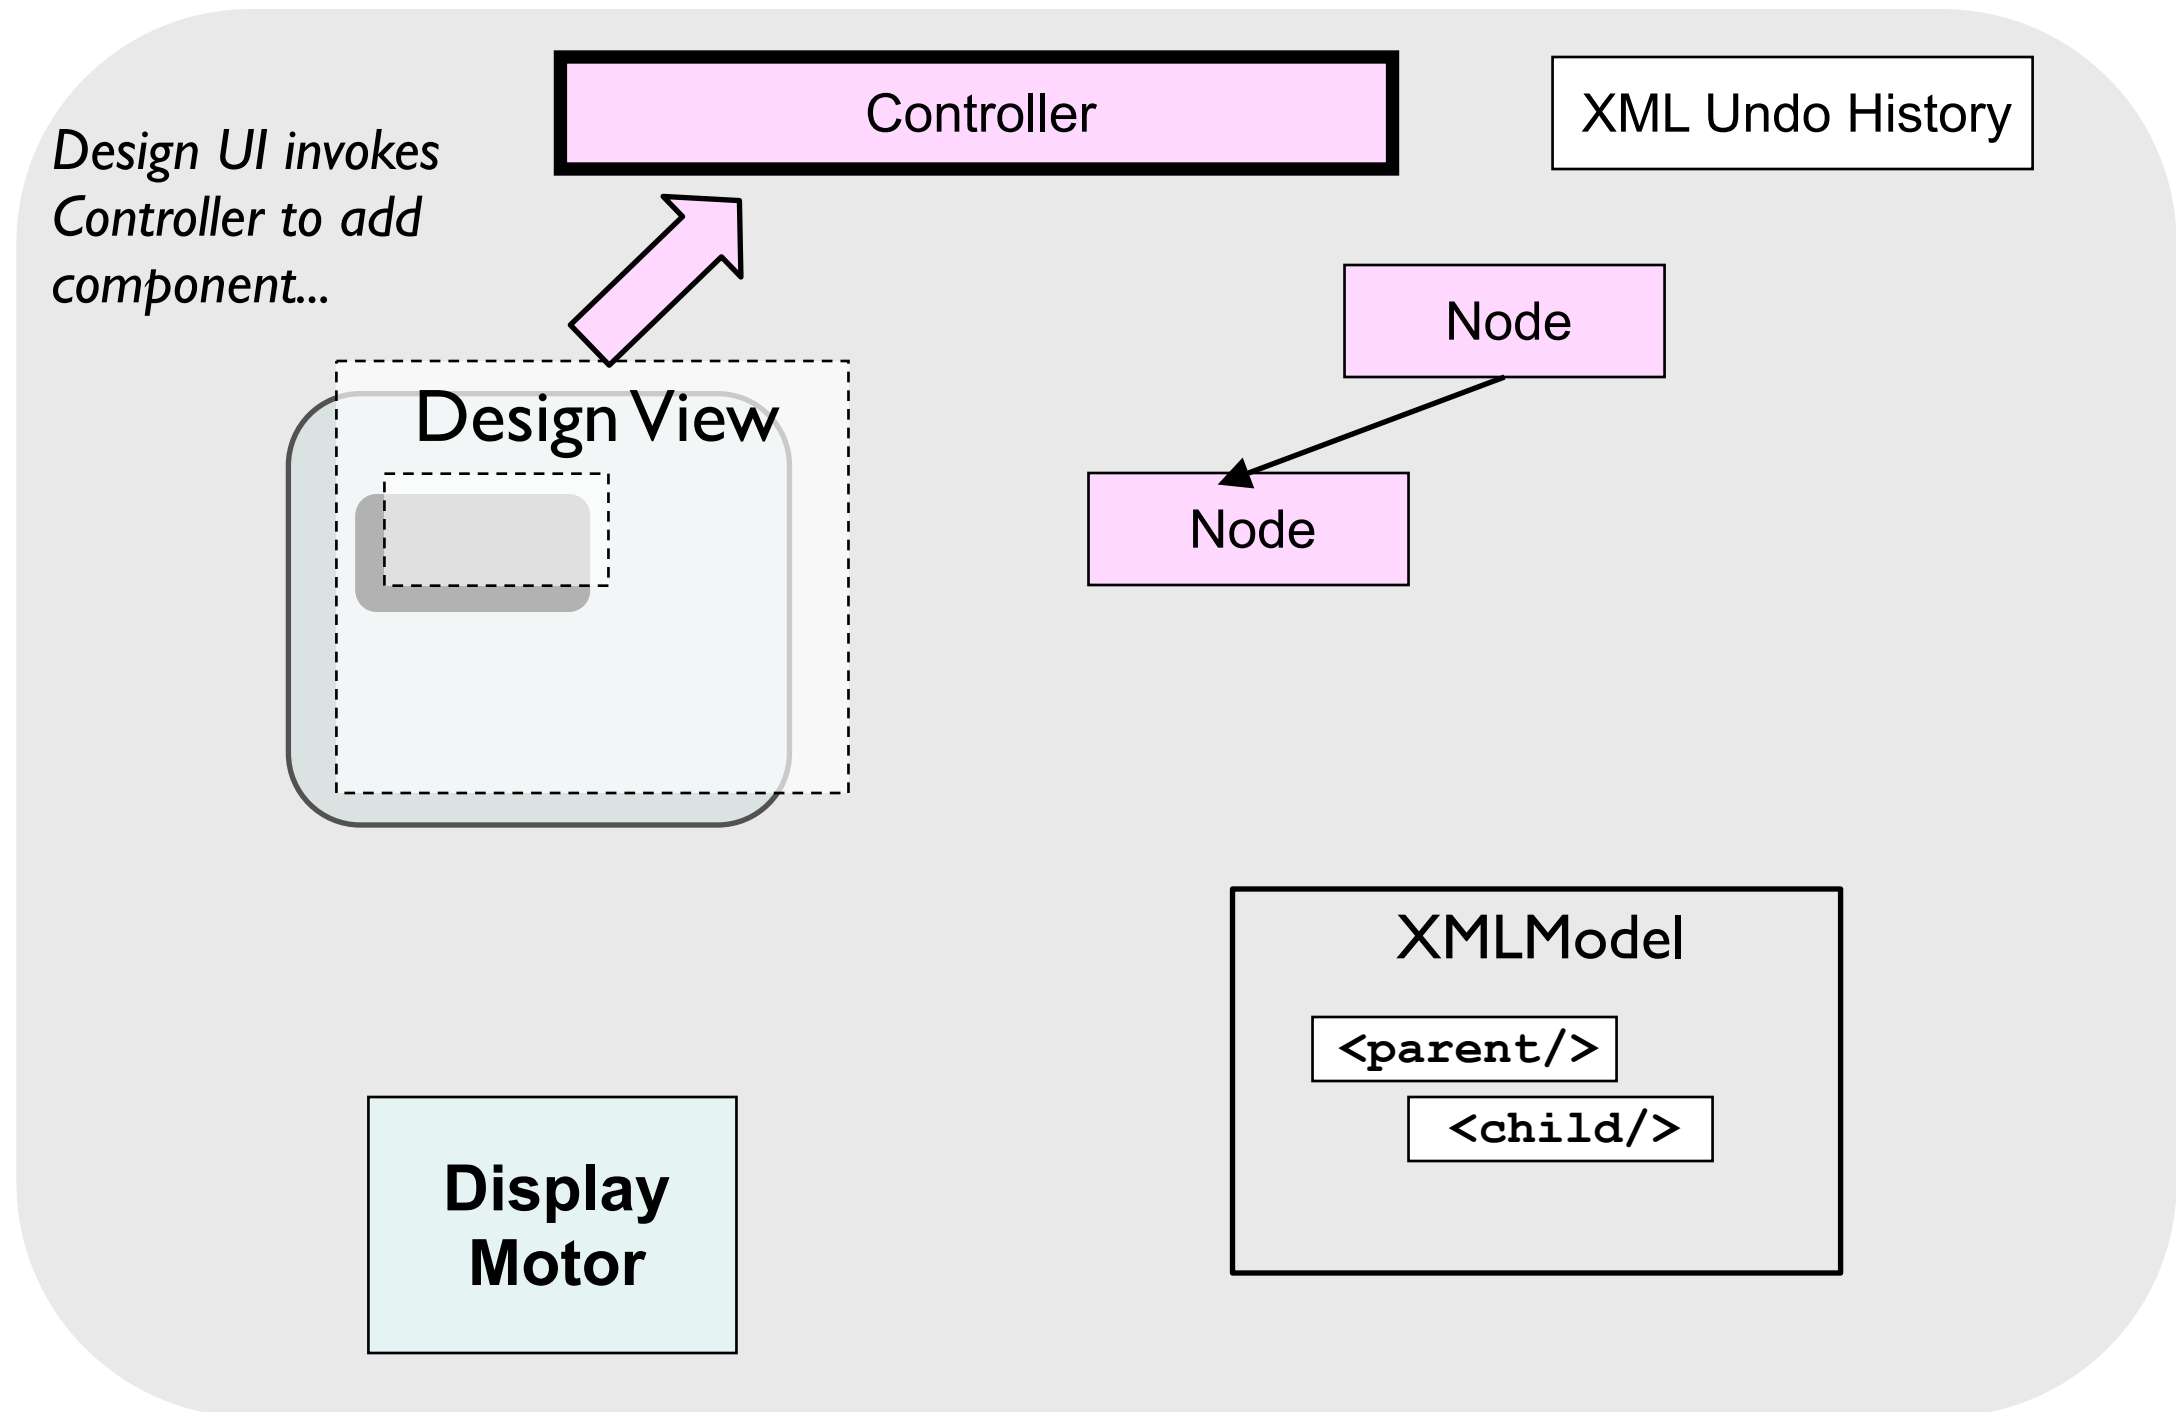 Controller
XML Undo History
Design UI invokes
Controller to add
component...
Node
Design View
Node
XMLModel
<parent/>
<child/>
Display
Motor